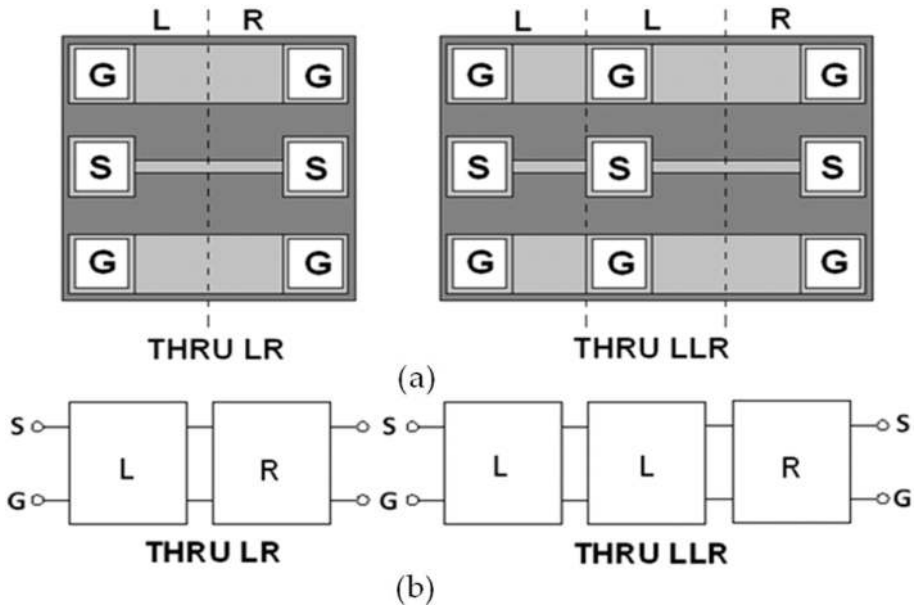 L R L L R
G G G G G
S S S S S
G G G G G
THRU LR THRU LLR
(a)
S S S
L R L L R
G G G
THRU LR THRU LLR
(b)